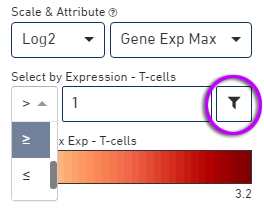 Scale & Attribute ?
Log2 Gene Exp Max
Select by Expression - T-cells
> 1
≥ x Exp - T-cells
≤
3.2